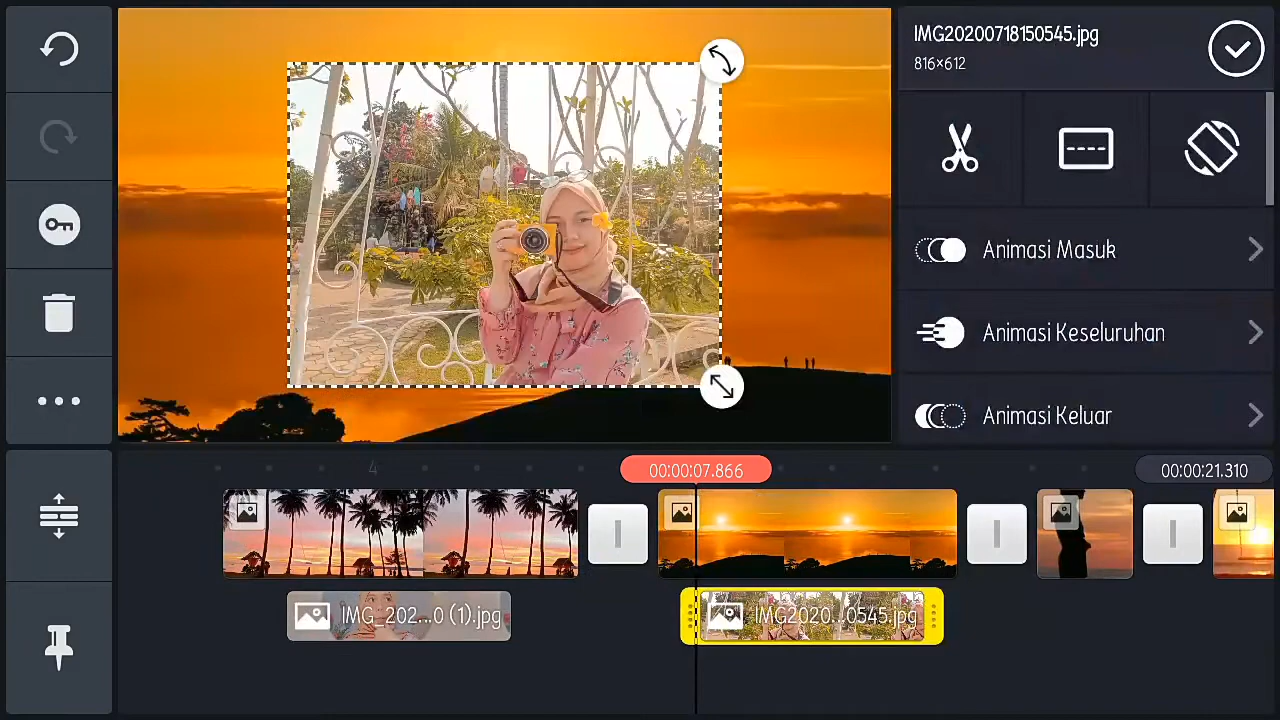 IMG20200718150545.jpg
816×612
Animasi Masuk
Animasi Keseluruhan
Animasi Keluar
4
00:00:07.866
00:00:21.310
IMG_202...0 (1).jpg
IMG2020...0545.jpg